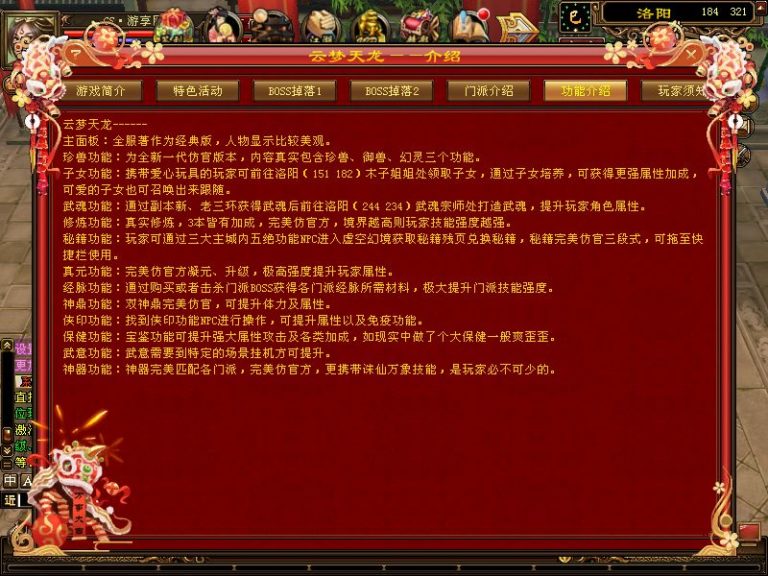 游享
洛阳 184 321
云梦天龙——介绍
?
×
游戏简介 特色活动 BOSS掉落1 BOSS掉落2 门派介绍 功能介绍 玩家须知
云梦天龙------
主面板：全服著作为经典版，人物显示比较美观。
珍兽功能：为全新一代仿官版本，内容真实包含珍兽、御兽、幻灵三个功能。
子女功能：携带爱心玩具的玩家可前往洛阳（151 182）木子姐姐处领取子女，通过子女培养，可获得更强属性加成，
可爱的子女也可召唤出来跟随。
武魂功能：通过副本新、老三环获得武魂后前往洛阳（244 234）武魂宗师处打造武魂，提升玩家角色属性。
修炼功能：真实修炼，3本皆有加成，完美仿官方，境界越高则玩家技能强度越强。
秘籍功能：玩家可通过三大主城内五绝功能NPC进入虚空幻境获取秘籍残页兑换秘籍，秘籍完美仿官三段式，可拖至快
捷栏使用。
真元功能：完美仿官方凝元、升级，极高强度提升玩家属性。
经脉功能：通过购买或者击杀门派BOSS获得各门派经脉所需材料，极大提升门派技能强度。
神鼎功能：双神鼎完美仿官，可提升体力及属性。
侠印功能：找到侠印功能NPC进行操作，可提升属性以及免疫功能。
保健功能：宝鉴功能可提升强大属性攻击及各类加成，如现实中做了个大保健一般爽歪歪。
武意功能：武意需要到特定的场景挂机方可提升。
神器功能：神器完美匹配各门派，完美仿官方，更携带诛仙万象技能，是玩家必不可少的。
设
更
直
位
激
级
等
中 A
近
万事大吉